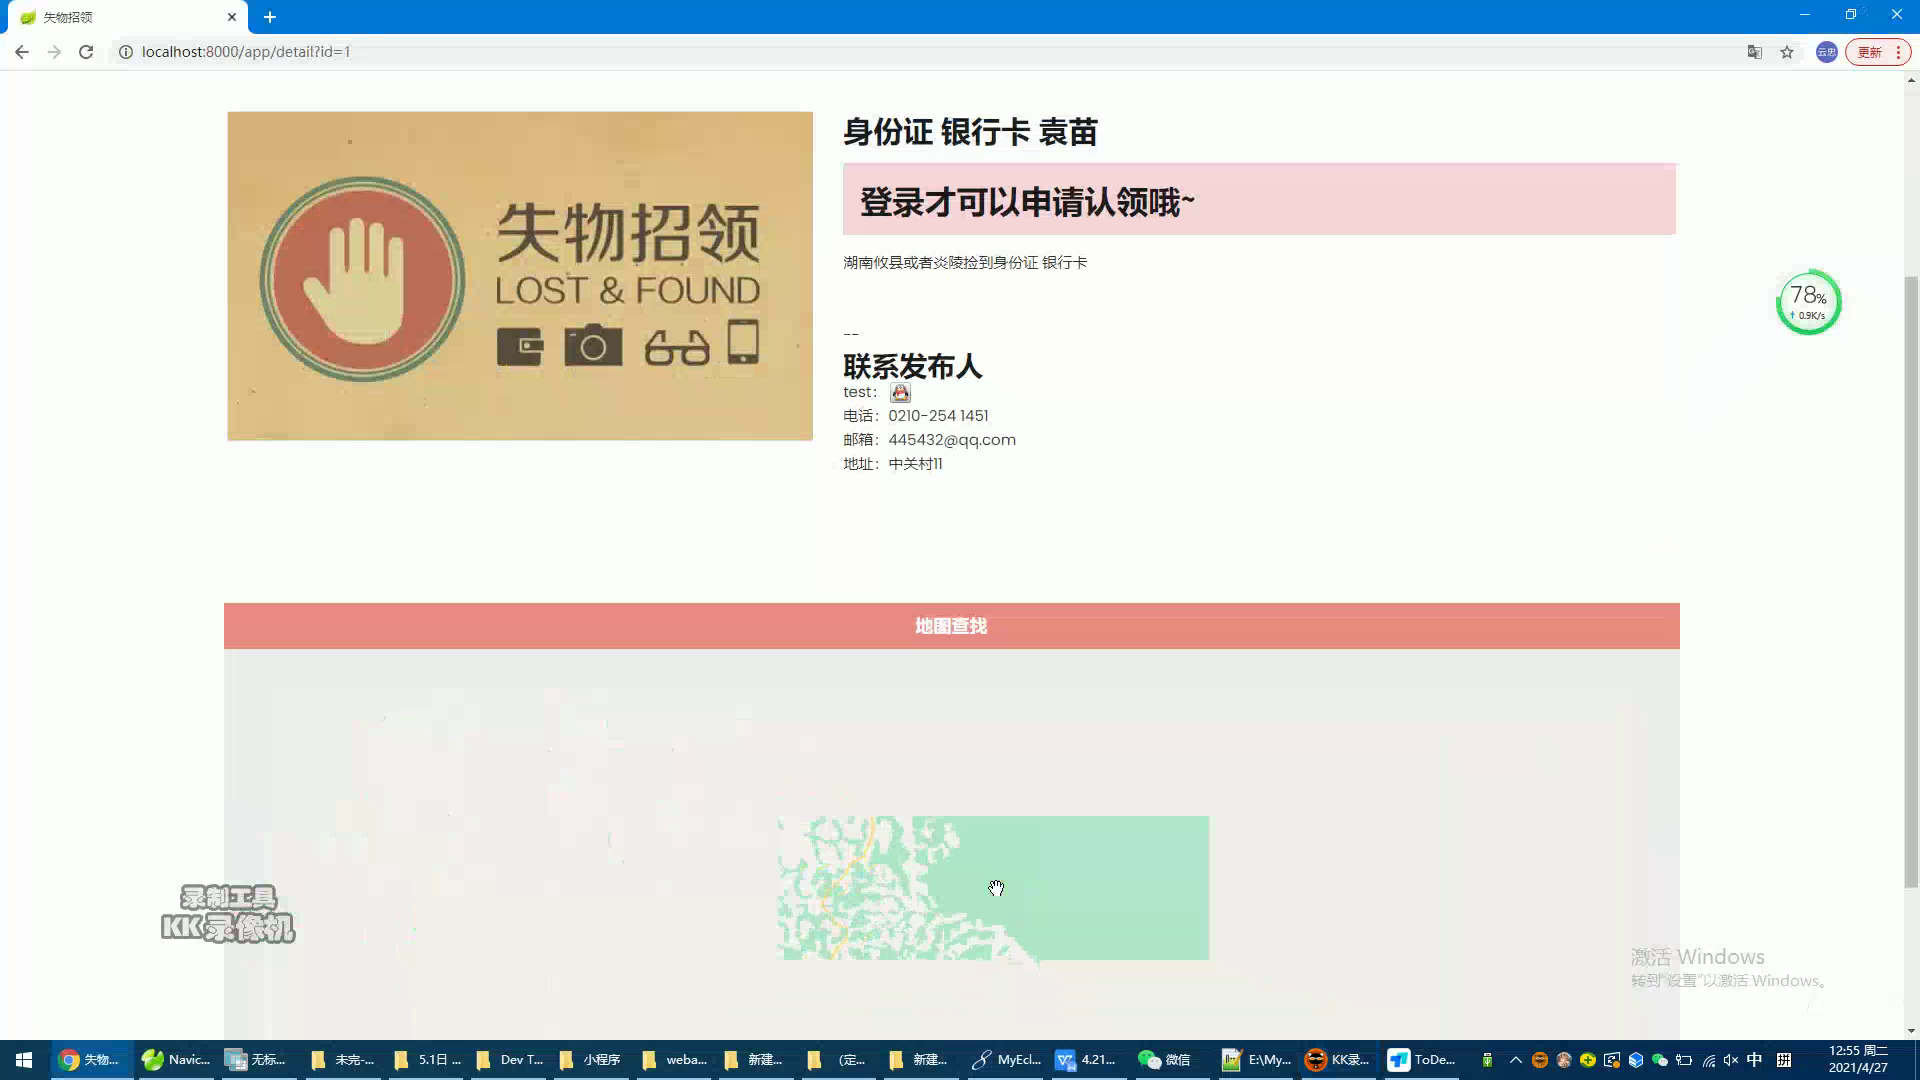 失物招领
localhost:8000/app/detail?id=1
云忠
更新
失物招领
LOST & FOUND
身份证 银行卡 袁苗
登录才可以申请认领哦~
湖南攸县或者炎陵捡到身份证 银行卡
--
联系发布人
test：
电话：0210-254 1451
邮箱：445432@qq.com
地址：中关村11
78%
↑ 0.9K/s
地图查找
录制工具
KK录像机
激活 Windows
转到"设置"以激活 Windows。
失物...
Navic...
无标...
未完-...
5.1日 ...
Dev T...
小程序
weba...
新建...
（定...
新建...
MyEcl...
4.21...
微信
E:\My...
KK录...
ToDe...
中
拼
12:55 周二
2021/4/27